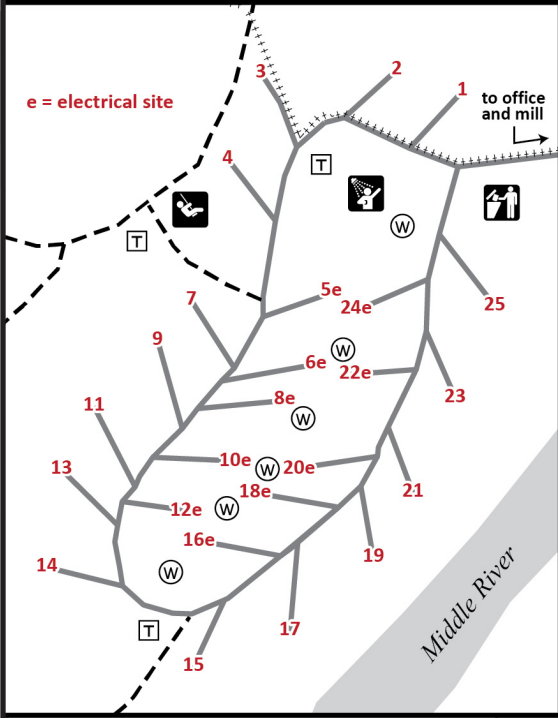 3
2
1
e = electrical site
to office
and mill
4
T
W
T
7
5e
24e
25
9
W
6e
22e
23
11
8e
W
13
10e
W
20e
21
12e
W
18e
14
16e
19
W
T
17
15
Middle River